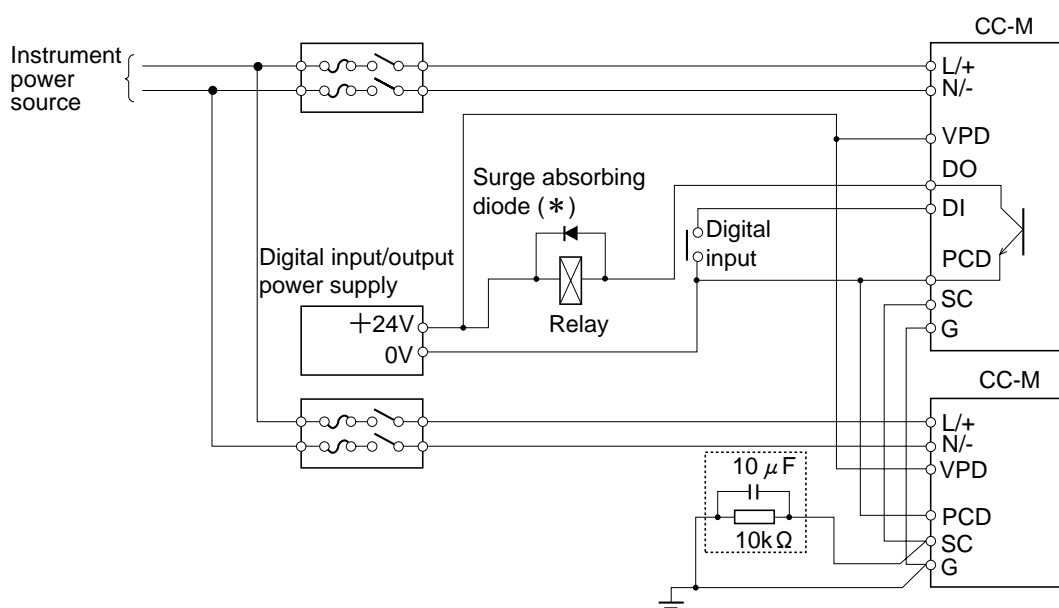 CC-M
Instrument
power
source
L/+
N/-
VPD
DO
Surge absorbing
diode (*)
DI
Digital
input
PCD
Digital input/output
power supply
SC
+24V
Relay
G
0V
CC-M
L/+
N/-
VPD
10 μF
PCD
10kΩ
SC
G